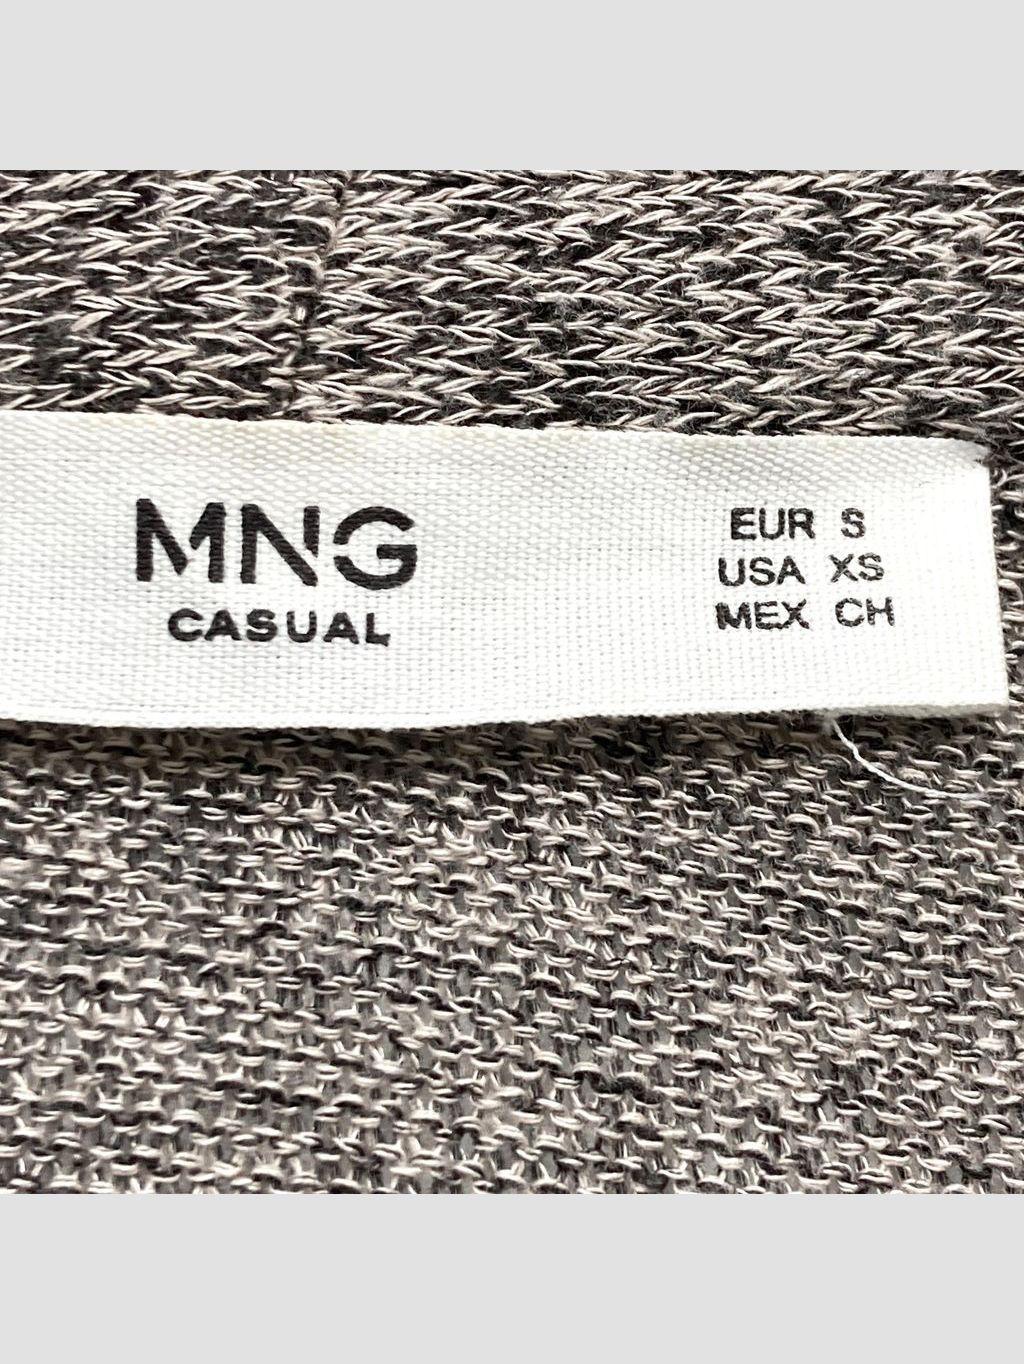 MNG
CASUAL
EUR S
USA XS
MEX CH